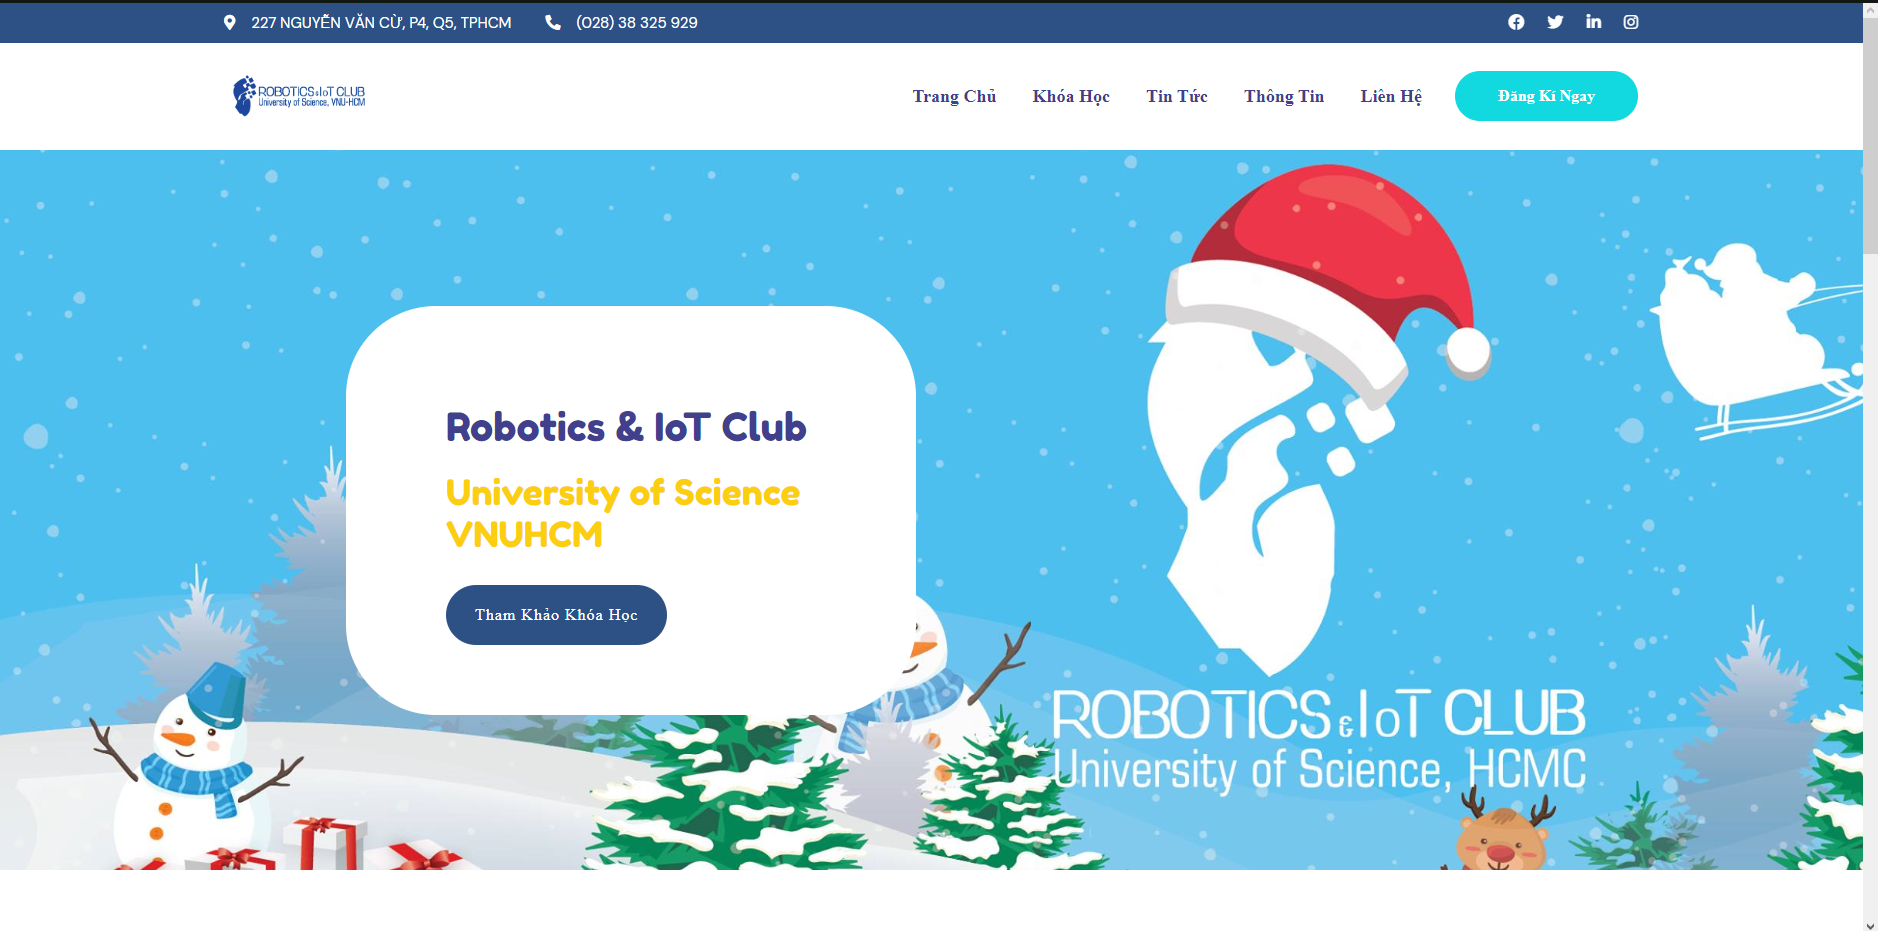 227 NGUYỄN VĂN CỪ, P4, Q5, TPHCM
(028) 38 325 929
ROBOTICS & IoT CLUB
University of Science, VNU-HCM
Trang Chủ
Khóa Học
Tin Tức
Thông Tin
Liên Hệ
Đăng Kí Ngay
Robotics & IoT Club
University of Science
VNUHCM
Tham Khảo Khóa Học
ROBOTICS & IoT CLUB
University of Science, HCMC